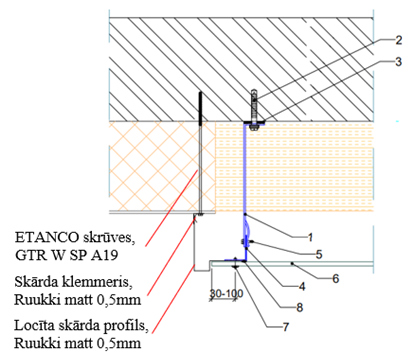 2
3
ETANCO skrūves,
GTR W SP A19
1
5
Skārda klemmeris,
Ruukki matt 0,5mm
6
4
30-100
8
Locīta skārda profils,
Ruukki matt 0,5mm
7